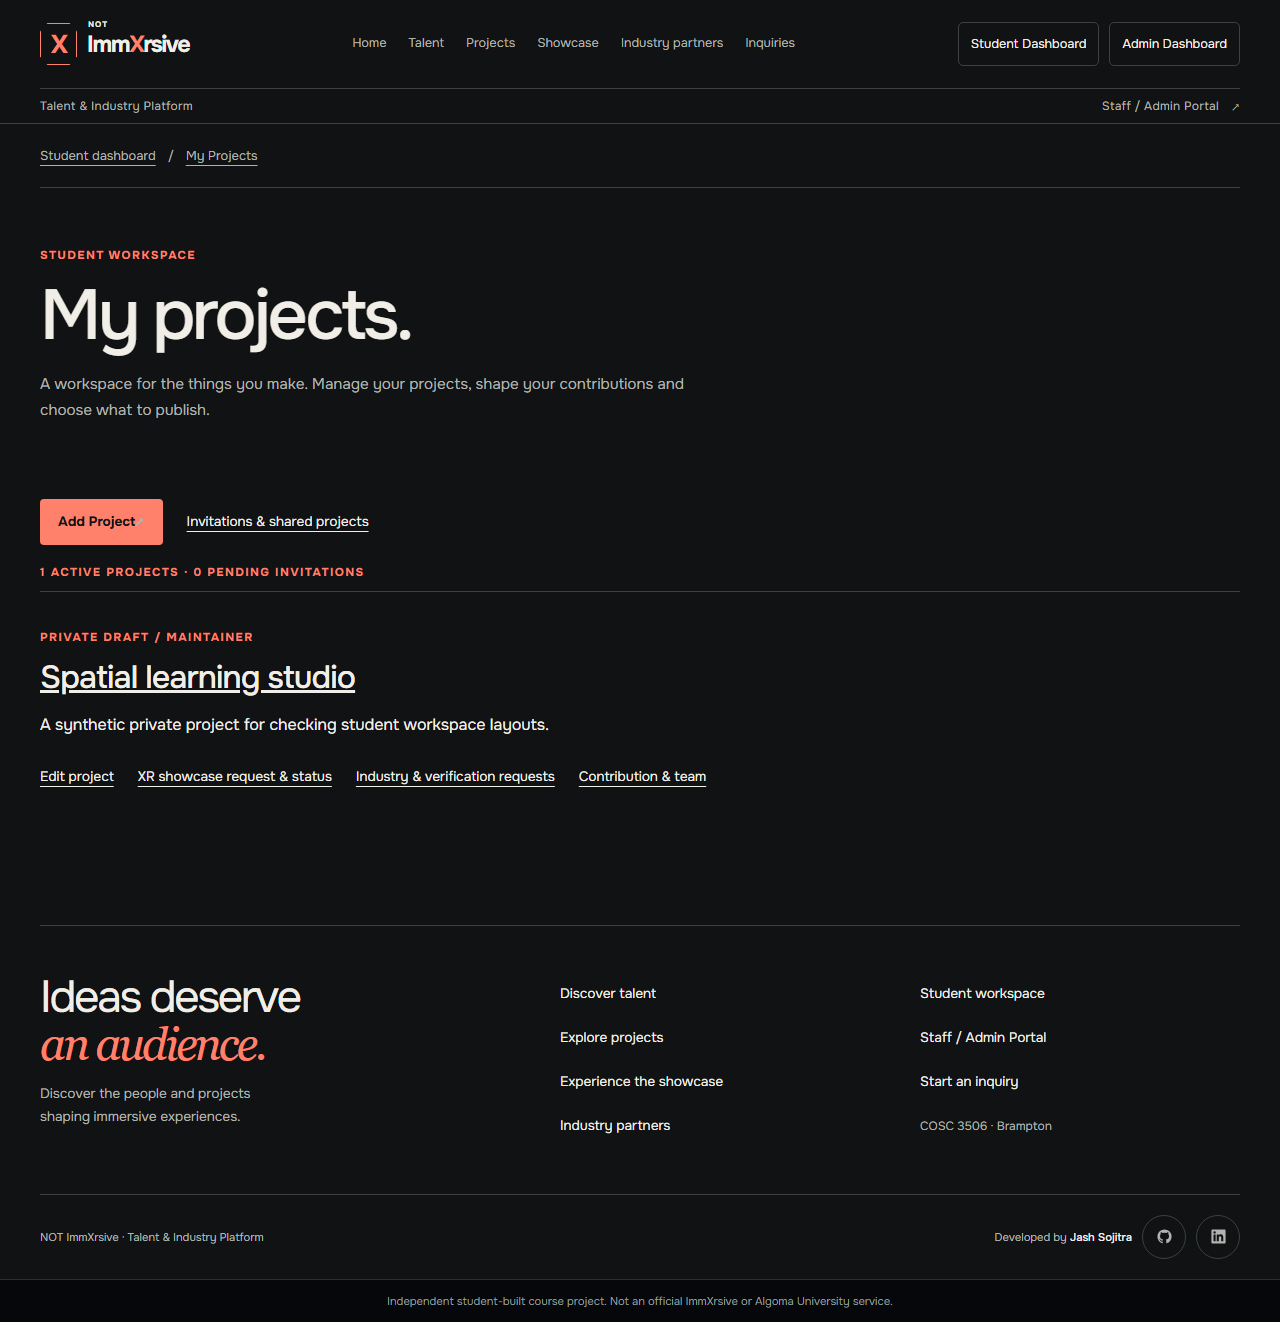 X
NOT
ImmXrsive
Home
Talent
Projects
Showcase
Industry partners
Inquiries
Student Dashboard
Admin Dashboard
Talent & Industry Platform
Staff / Admin Portal ↗
Student dashboard / My Projects
STUDENT WORKSPACE
My projects.
A workspace for the things you make. Manage your projects, shape your contributions and
choose what to publish.
Add Project ↗
Invitations & shared projects
1 ACTIVE PROJECTS · 0 PENDING INVITATIONS
PRIVATE DRAFT / MAINTAINER
Spatial learning studio
A synthetic private project for checking student workspace layouts.
Edit project
XR showcase request & status
Industry & verification requests
Contribution & team
Ideas deserve
an audience.
Discover the people and projects
shaping immersive experiences.
Discover talent
Explore projects
Experience the showcase
Industry partners
Student workspace
Staff / Admin Portal
Start an inquiry
COSC 3506 · Brampton
NOT ImmXrsive · Talent & Industry Platform
Developed by Jash Sojitra
in
Independent student-built course project. Not an official ImmXrsive or Algoma University service.